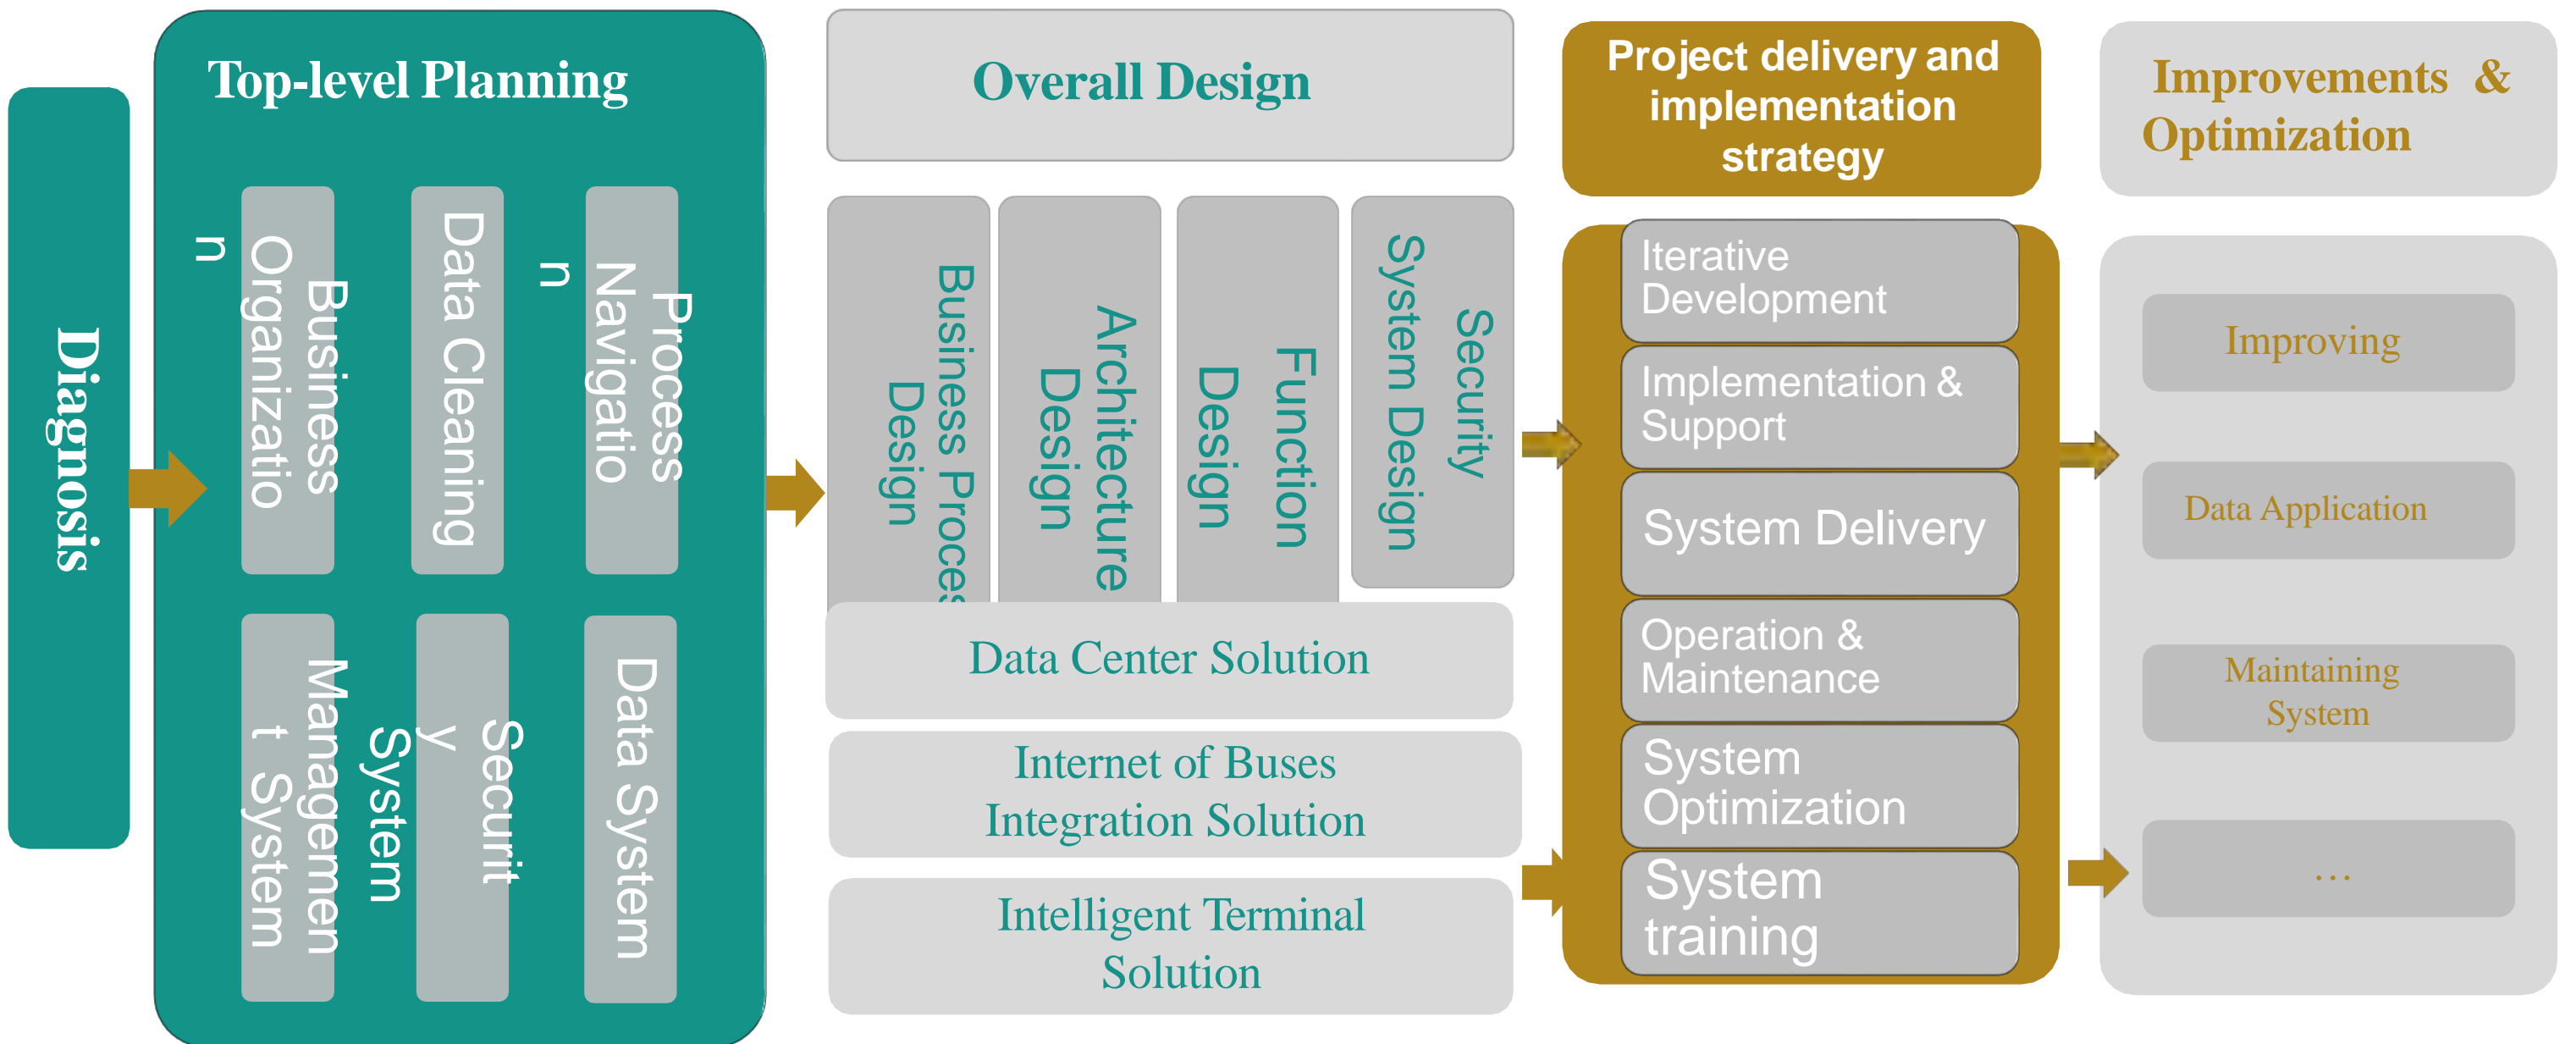 Diagnosis
Top-level Planning
Business
Organizatio
n
Data Cleaning
Process
Navigatio
n
Managemen
t System
Securit
y
System
Data System
Overall Design
Business Proces
Design
Architecture
Design
Function
Design
Security
System Design
Data Center Solution
Internet of Buses
Integration Solution
Intelligent Terminal
Solution
Project delivery and
implementation
strategy
Iterative
Development
Implementation &
Support
System Delivery
Operation &
Maintenance
System
Optimization
System
training
Improvements &
Optimization
Improving
Data Application
Maintaining
System
…